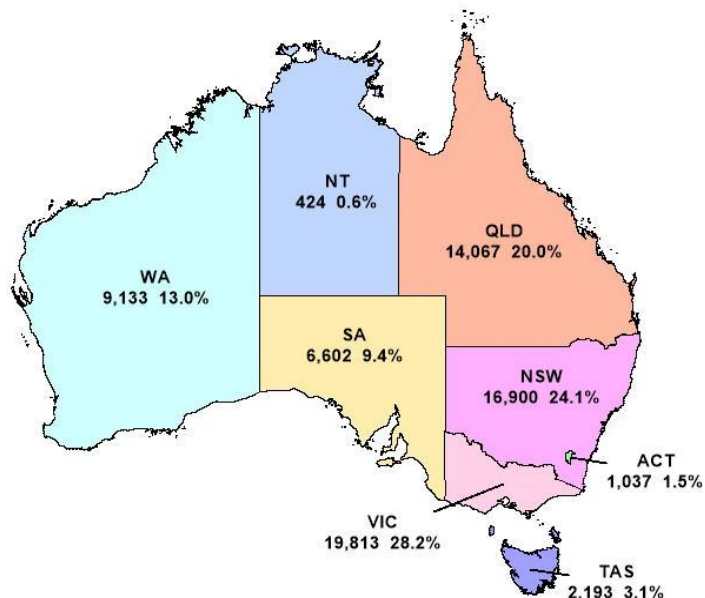 NT
424 0.6%
QLD
14,067 20.0%
WA
9,133 13.0%
SA
6,602 9.4%
NSW
16,900 24.1%
ACT
1,037 1.5%
VIC
19,813 28.2%
TAS
2,193 3.1%